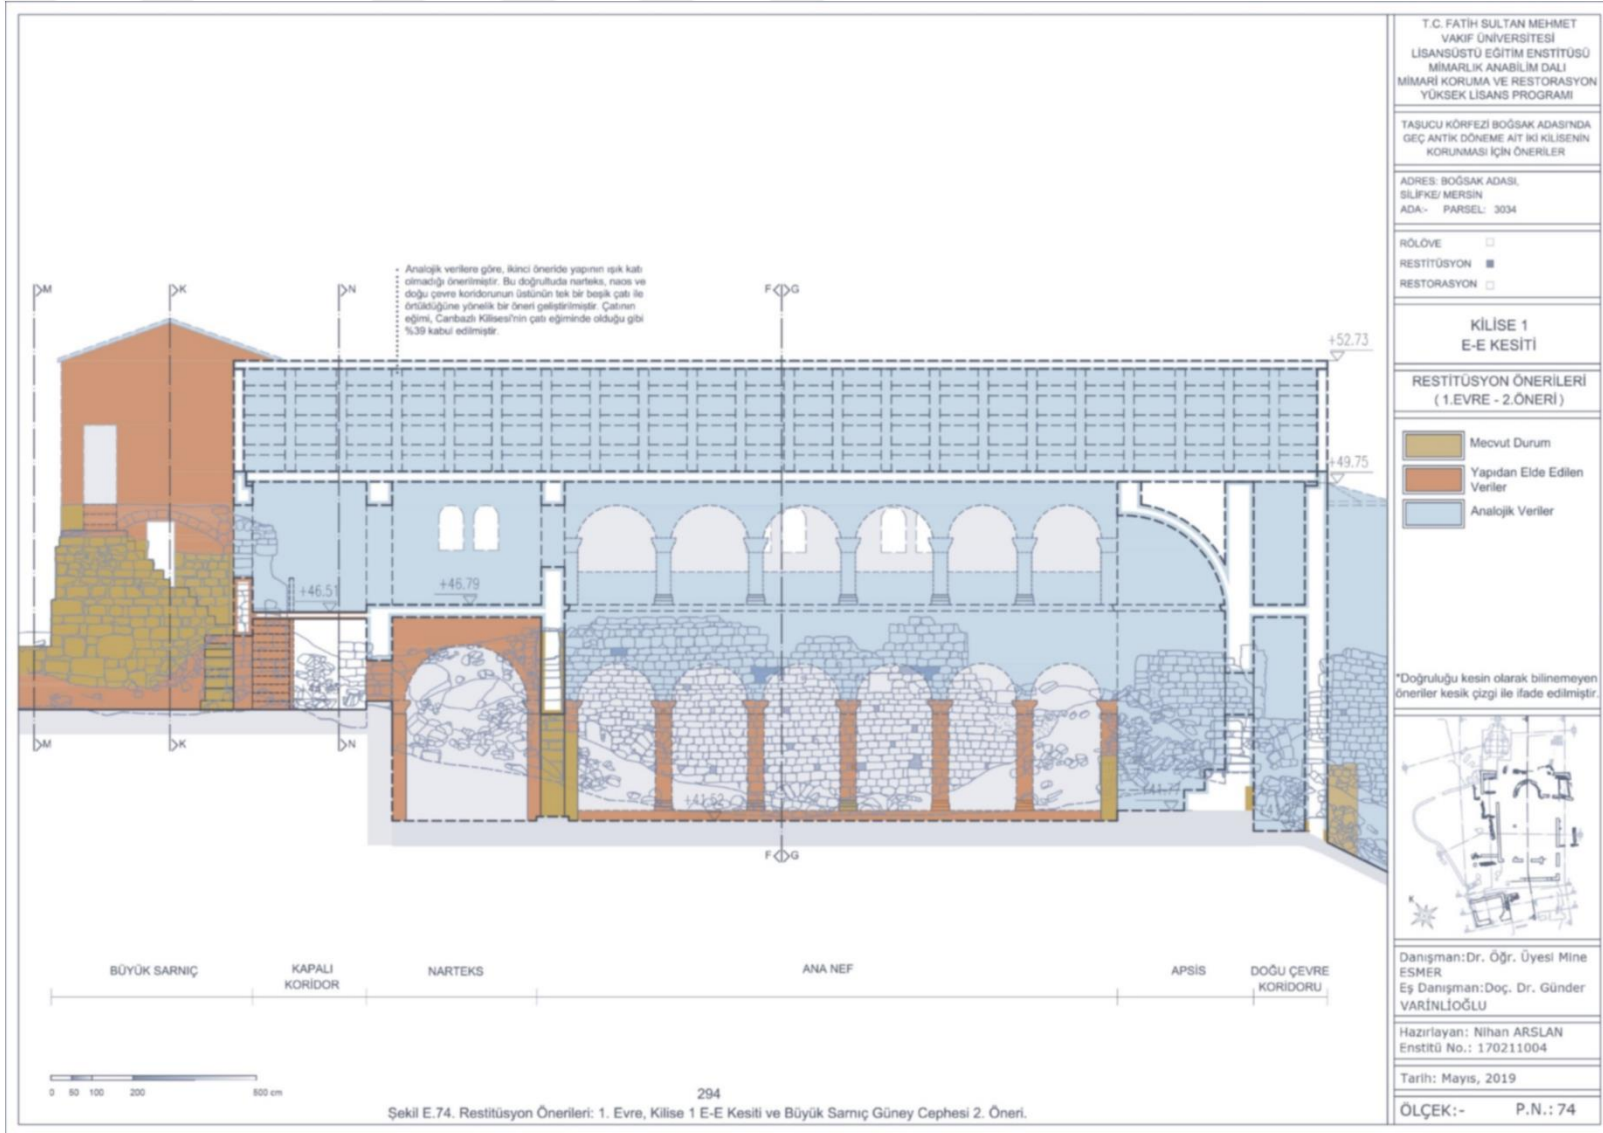 T.C. FATİH SULTAN MEHMET
VAKIF ÜNİVERSİTESİ
LİSANSÜSTÜ EĞİTİM ENSTİTÜSÜ
MİMARLIK ANABİLİM DALI
MİMARİ KORUMA VE RESTORASYON
YÜKSEK LİSANS PROGRAMI
TAŞUCU KÖRFEZİ BOĞSAK ADASI'NDA
GEÇ ANTİK DÖNEME AİT İKİ KİLİSENİN
KORUNMASI İÇİN ÖNERİLER
ADRES: BOĞSAK ADASI,
SİLİFKE/ MERSİN
ADA:- PARSEL: 3034
RÖLÖVE
RESTİTÜSYON
RESTORASYON
KİLİSE 1
E-E KESİTİ
RESTİTÜSYON ÖNERİLERİ
( 1.EVRE - 2.ÖNERİ )
Mecvut Durum
Yapıdan Elde Edilen
Veriler
Analojik Veriler
*Doğruluğu kesin olarak bilinemeyen
öneriler kesik çizgi ile ifade edilmiştir.
K
Danışman:Dr. Öğr. Üyesi Mine
ESMER
Eş Danışman:Doç. Dr. Günder
VARİNLİOĞLU
Hazırlayan: Nihan ARSLAN
Enstitü No.: 170211004
Tarih: Mayıs, 2019
ÖLÇEK:- P.N.: 74
Analojik verilere göre, ikinci öneride yapının ışık katı
olmadığı önerilmiştir. Bu doğrultuda narteks, naos ve
doğu çevre koridorunun üstünün tek bir beşik çatı ile
örtüldüğüne yönelik bir öneri geliştirilmiştir. Çatının
eğimi, Canbazlı Kilisesi'nin çatı eğiminde olduğu gibi
%39 kabul edilmiştir.
M K N F G
+52.73
+49.75
+46.51
+46.79
M K N
F G
BÜYÜK SARNIÇ
KAPALI
KORİDOR
NARTEKS
ANA NEF
APSİS
DOĞU ÇEVRE
KORİDORU
0 50 100 200 500 cm
294
Şekil E.74. Restitüsyon Önerileri: 1. Evre, Kilise 1 E-E Kesiti ve Büyük Sarnıç Güney Cephesi 2. Öneri.